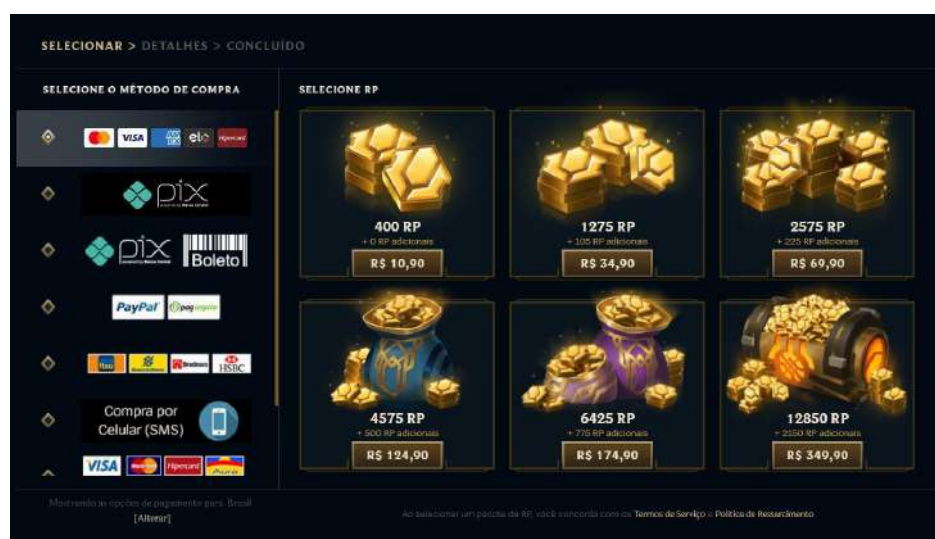 SELECIONAR > DETALHES > CONCLUÍDO
SELECIONE O MÉTODO DE COMPRA
VISA elo Hipercard
pix
pix Boleto
PayPal pag
Itaú Bradesco HSBC
Compra por
Celular (SMS)
VISA Hipercard
Mostrando as opções de pagamento para: Brasil
[Alterar]
SELECIONE RP
400 RP
+ 0 RP adicionais
R$ 10,90
1275 RP
+ 105 RP adicionais
R$ 34,90
2575 RP
+ 225 RP adicionais
R$ 69,90
4575 RP
+ 500 RP adicionais
R$ 124,90
6425 RP
+ 775 RP adicionais
R$ 174,90
12850 RP
+ 2150 RP adicionais
R$ 349,90
Ao selecionar um pacote de RP, você concorda com os Termos de Serviço e Política de Ressarcimento